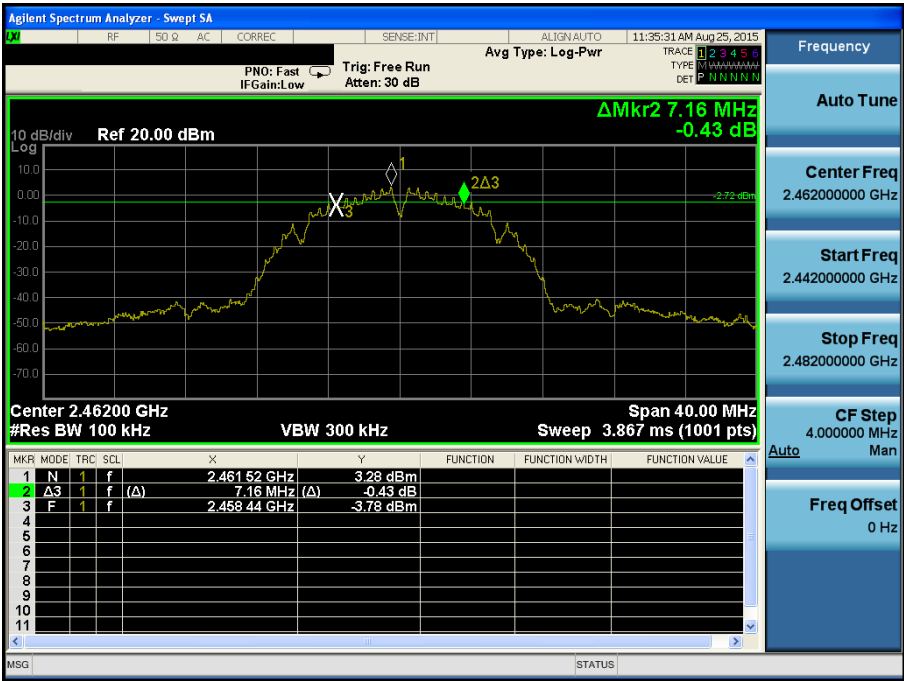 Agilent Spectrum Analyzer - Swept SA
LXI RF 50 Ω AC CORREC SENSE:INT ALIGN AUTO 11:35:31 AM Aug 25, 2015
Avg Type: Log-Pwr TRACE 1 2 3 4 5 6
PNO: Fast Trig: Free Run TYPE M W W W W W
IFGain:Low Atten: 30 dB DET P N N N N N
ΔMkr2 7.16 MHz
10 dB/div Ref 20.00 dBm -0.43 dB
Log
10.0
0.00
-10.0
-20.0
-30.0
-40.0
-50.0
-60.0
-70.0
1
2Δ3
3
-2.72 dBm
Center 2.46200 GHz Span 40.00 MHz
#Res BW 100 kHz VBW 300 kHz Sweep 3.867 ms (1001 pts)
MKR MODE TRC SCL X Y FUNCTION FUNCTION WIDTH FUNCTION VALUE
1 N 1 f 2.461 52 GHz 3.28 dBm
2 Δ3 1 f (Δ) 7.16 MHz (Δ) -0.43 dB
3 F 1 f 2.458 44 GHz -3.78 dBm
4
5
6
7
8
9
10
11
MSG STATUS
Frequency
Auto Tune
Center Freq
2.462000000 GHz
Start Freq
2.442000000 GHz
Stop Freq
2.482000000 GHz
CF Step
4.000000 MHz
Auto Man
Freq Offset
0 Hz